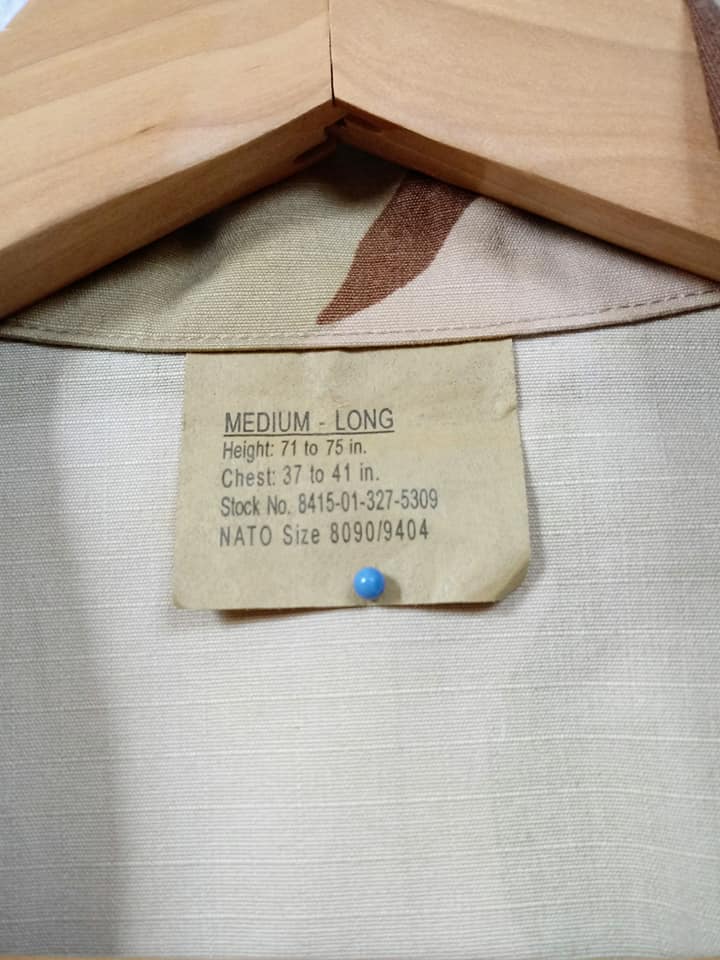 MEDIUM - LONG
Height: 71 to 75 in.
Chest: 37 to 41 in.
Stock No. 8415-01-327-5309
NATO Size 8090/9404